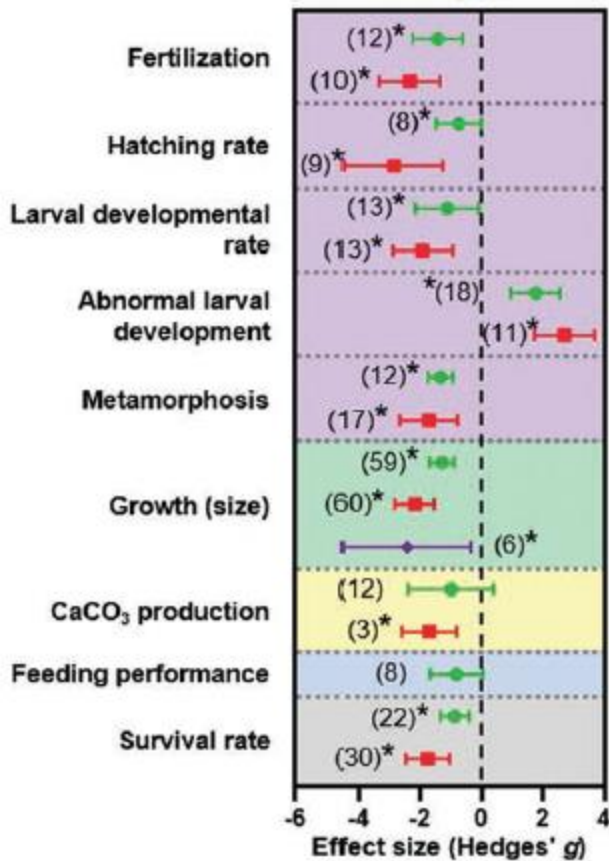 (12)*
Fertilization
(10)*
(8)*
Hatching rate
(9)*
Larval developmental
rate
(13)*
(13)*
Abnormal larval
development
*(18)
(11)*
(12)*
Metamorphosis
(17)*
(59)*
Growth (size)
(60)*
(6)*
(12)
CaCO₃ production
(3)*
Feeding performance (8)
(22)*
Survival rate
(30)*
-6 -4 -2 0 2 4
Effect size (Hedges' g)